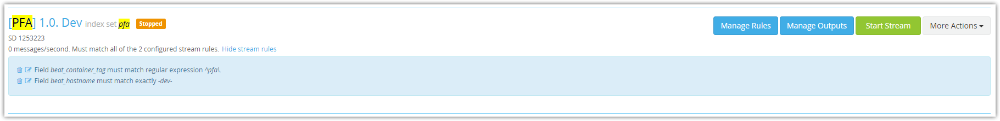 [PFA] 1.0. Dev index set pfa Stopped Manage Rules Manage Outputs Start Stream More Actions
SD 1253223
0 messages/second. Must match all of the 2 configured stream rules. Hide stream rules
Field beat_container_tag must match regular expression ^pfa\.
Field beat_hostname must match exactly -dev-